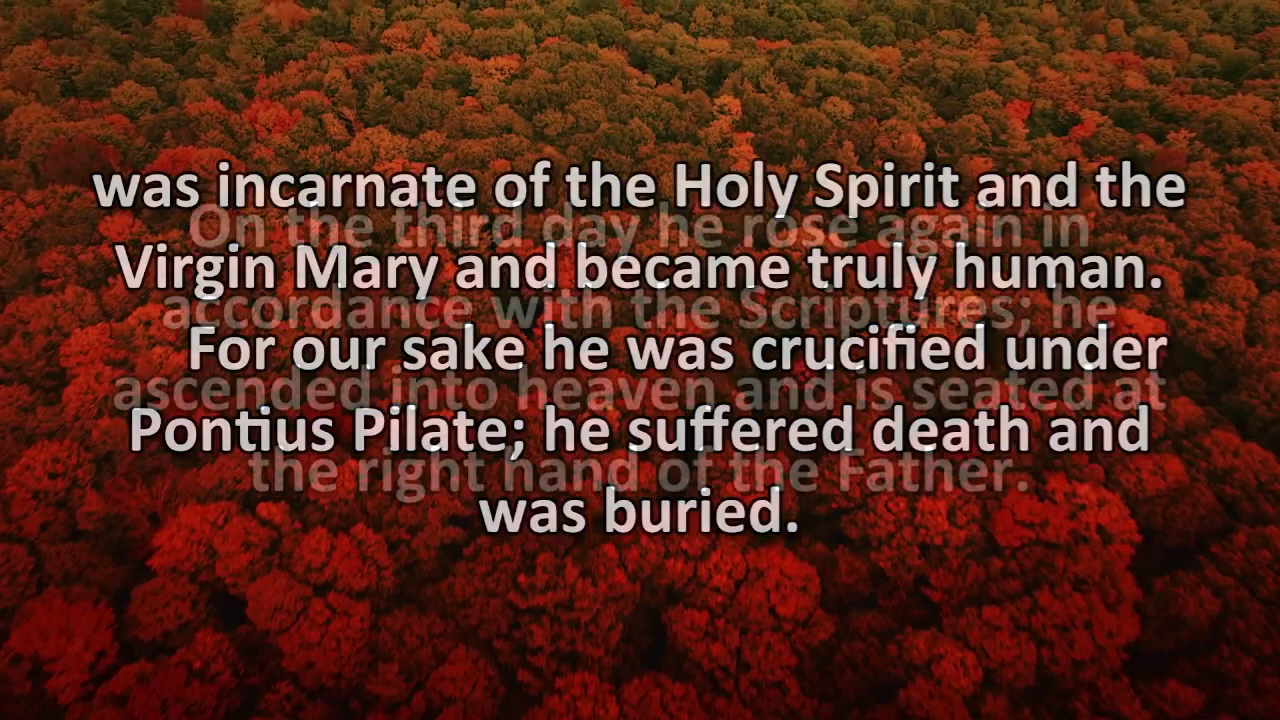 was incarnate of the Holy Spirit and the
Virgin Mary and became truly human.
For our sake he was crucified under
Pontius Pilate; he suffered death and
was buried.
On the third day he rose again in
accordance with the Scriptures; he
ascended into heaven and is seated at
the right hand of the Father.